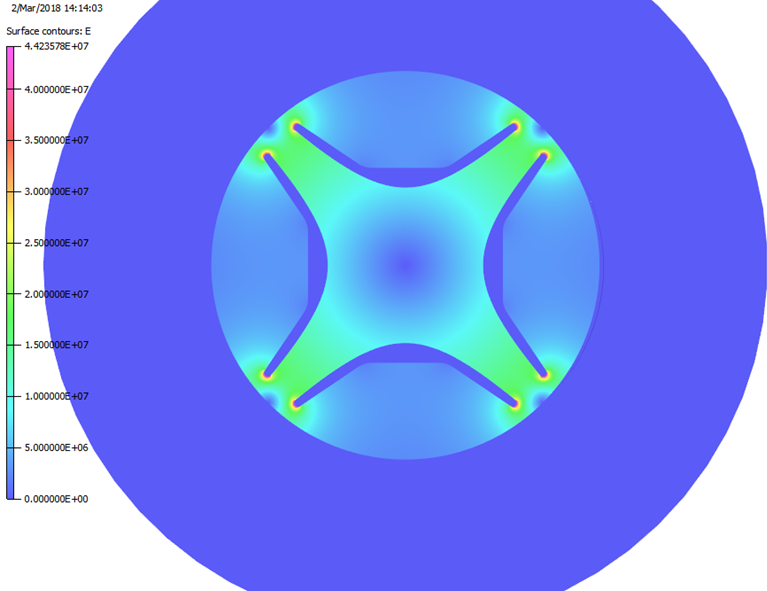 2/Mar/2018 14:14:03
Surface contours: E
4.423578E+07
4.000000E+07
3.500000E+07
3.000000E+07
2.500000E+07
2.000000E+07
1.500000E+07
1.000000E+07
5.000000E+06
0.000000E+00